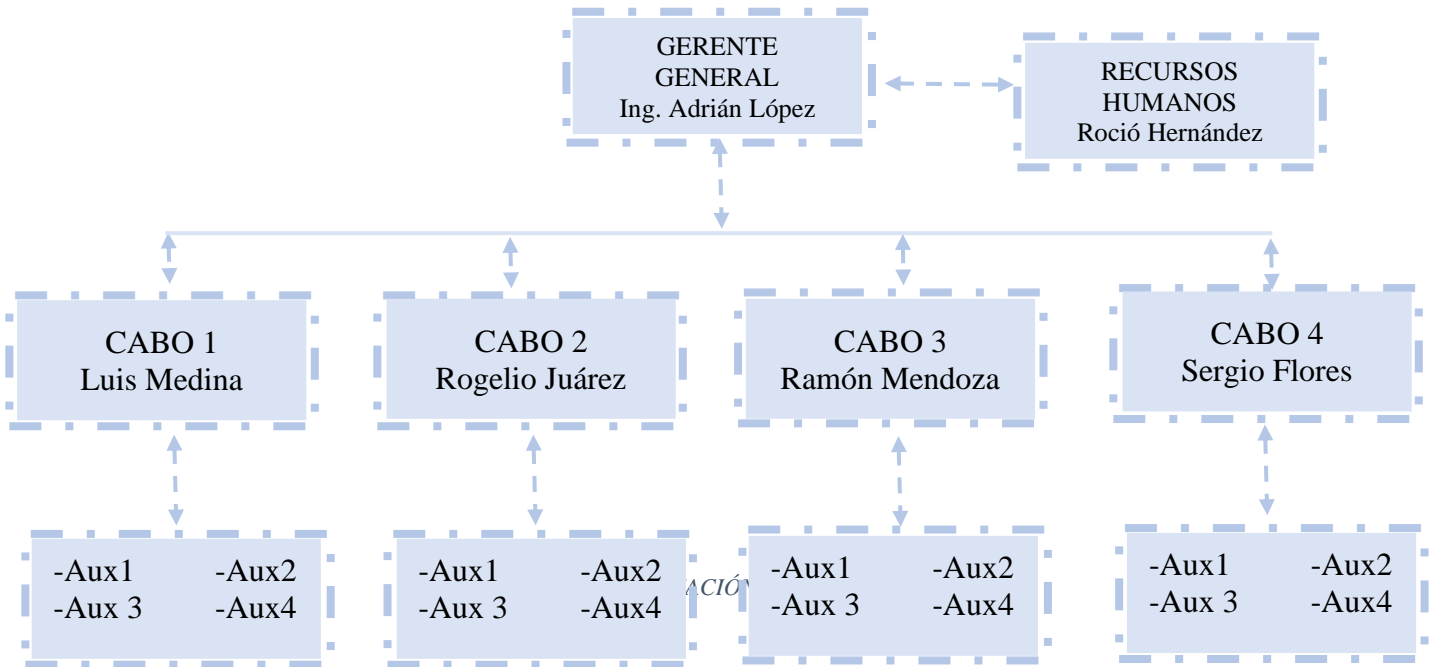 GERENTE
GENERAL
Ing. Adrián López
RECURSOS
HUMANOS
Roció Hernández
CABO 1
Luis Medina
CABO 2
Rogelio Juárez
CABO 3
Ramón Mendoza
CABO 4
Sergio Flores
-Aux1 -Aux2
-Aux 3 -Aux4
-Aux1 -Aux2
-Aux 3 -Aux4
-Aux1 -Aux2
-Aux 3 -Aux4
-Aux1 -Aux2
-Aux 3 -Aux4